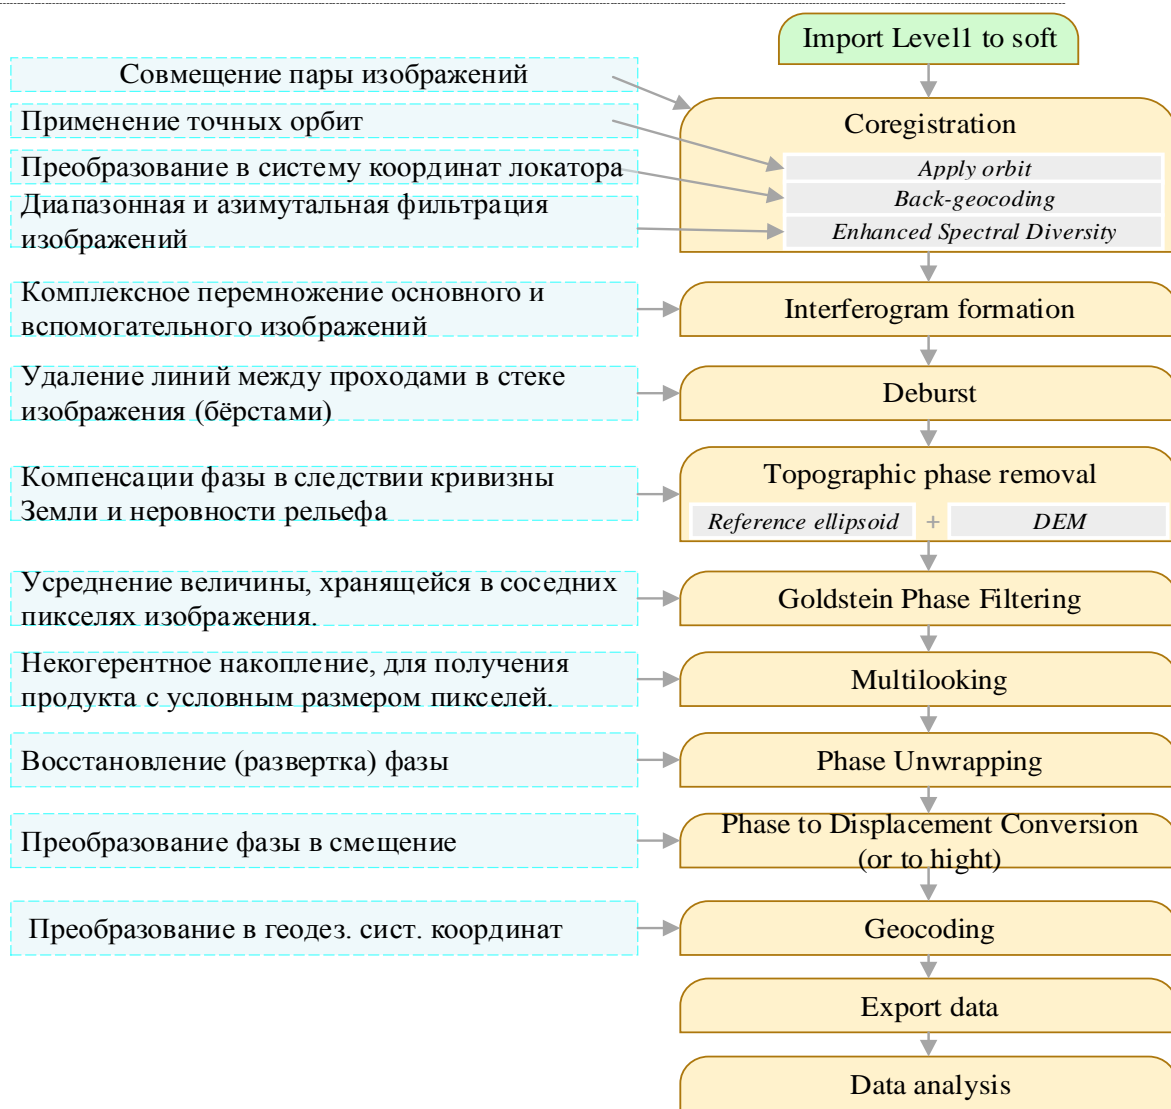 Import Level1 to soft
Совмещение пары изображений
Применение точных орбит
Преобразование в систему координат локатора
Диапазонная и азимутальная фильтрация
изображений
Coregistration
Apply orbit
Back-geocoding
Enhanced Spectral Diversity
Комплексное перемножение основного и
вспомогательного изображений
Interferogram formation
Удаление линий между проходами в стеке
изображения (бёрстами)
Deburst
Компенсации фазы в следствии кривизны
Земли и неровности рельефа
Topographic phase removal
Reference ellipsoid + DEM
Усреднение величины, хранящейся в соседних
пикселях изображения.
Goldstein Phase Filtering
Некогерентное накопление, для получения
продукта с условным размером пикселей.
Multilooking
Восстановление (развертка) фазы
Phase Unwrapping
Преобразование фазы в смещение
Phase to Displacement Conversion
(or to hight)
Преобразование в геодез. сист. координат
Geocoding
Export data
Data analysis